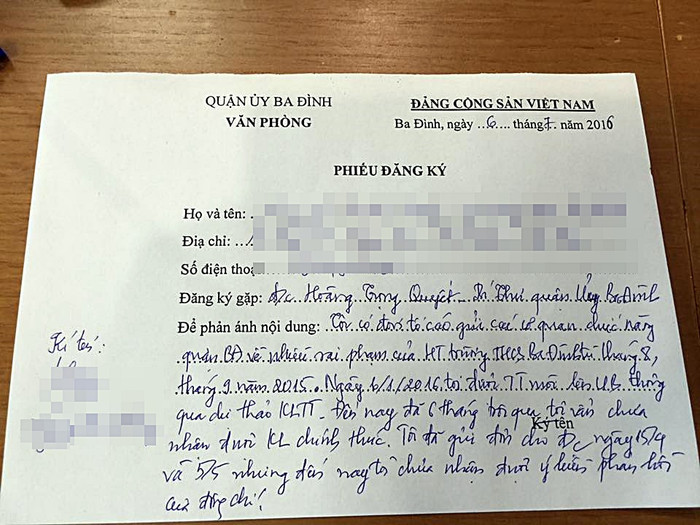 QUẬN ỦY BA ĐÌNH
VĂN PHÒNG
ĐẢNG CỘNG SẢN VIỆT NAM
Ba Đình, ngày ..6.... tháng 7. năm 2016
PHIẾU ĐĂNG KÝ
Họ và tên:
Địa chỉ:
Số điện thoạ
Đăng ký gặp: Đ/c Hoàng Trọng Quyết - Bí thư quận ủy Ba Đình
Để phản ánh nội dung: Tôi có đơn tố cáo gửi các cơ quan chức năng
quận BĐ về nhiều sai phạm của HT trường THCS Ba Đình từ tháng 8,
tháng 9 năm 2015. Ngày 6/1/2016 tôi được TT mời lên UB thông
qua dự thảo KLTT. Đến nay đã 6 tháng trôi qua tôi vẫn chưa
Ký tên
nhận được KL chính thức. Tôi đã gửi đơn cho Đ/c ngày 15/4
và 5/5 nhưng đến nay tôi chưa nhận được ý kiến phản hồi
của đồng chí!
Kí tên: